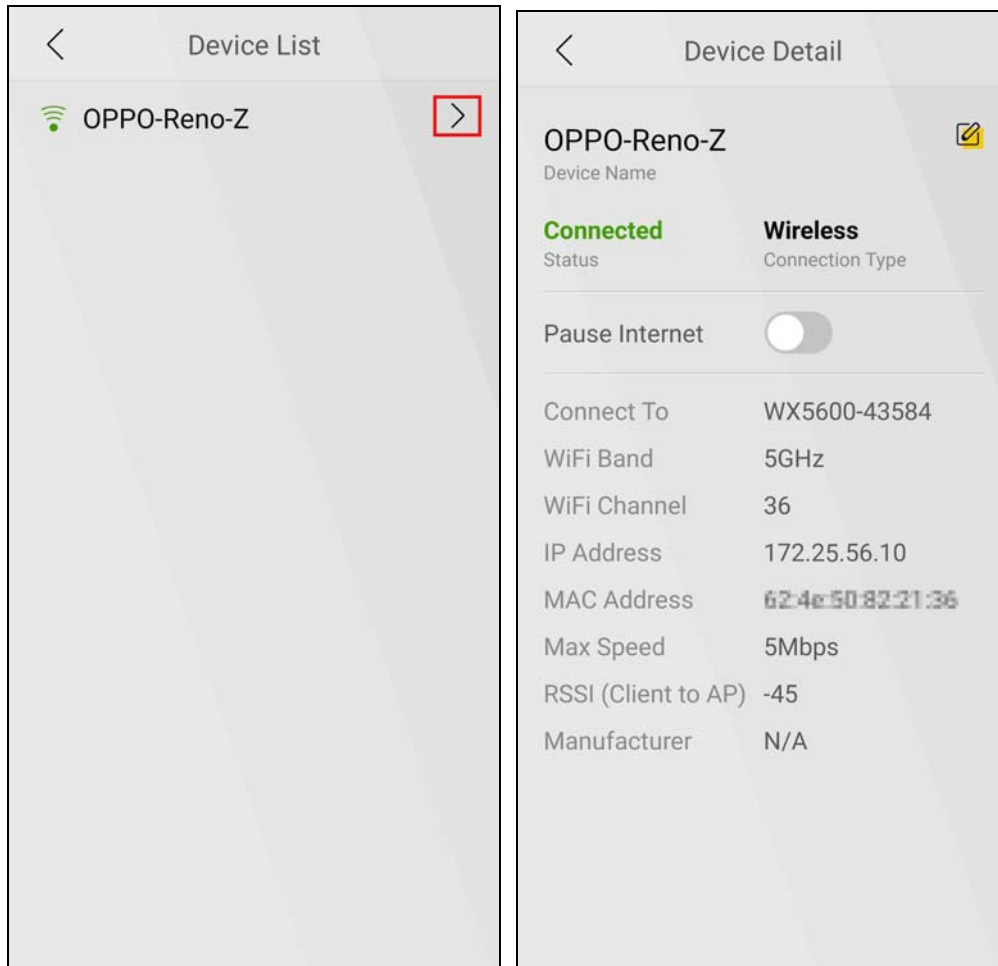 Device List
OPPO-Reno-Z
Device Detail
OPPO-Reno-Z
Device Name
Connected Wireless
Status Connection Type
Pause Internet
Connect To WX5600-43584
WiFi Band 5GHz
WiFi Channel 36
IP Address 172.25.56.10
MAC Address
Max Speed 5Mbps
RSSI (Client to AP) -45
Manufacturer N/A